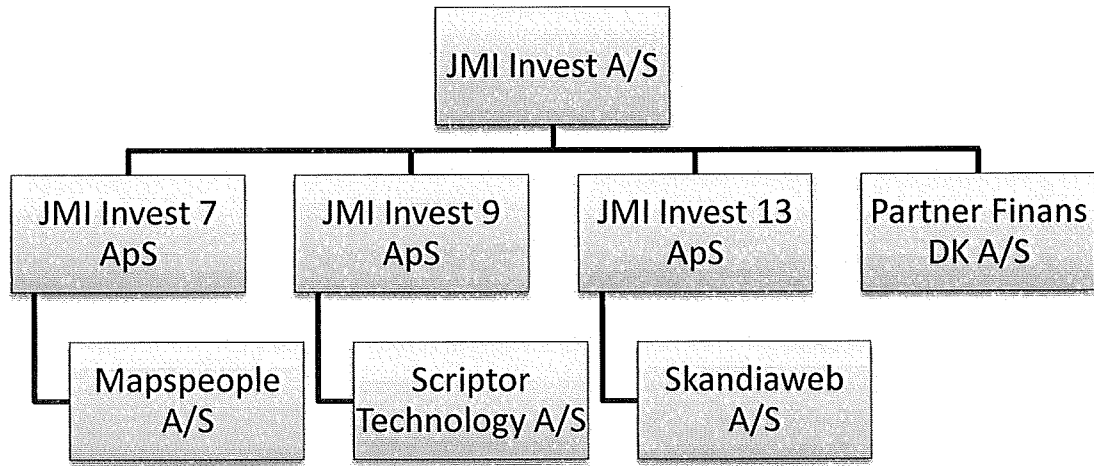 JMI Invest A/S
JMI Invest 7
ApS
JMI Invest 9
ApS
JMI Invest 13
ApS
Partner Finans
DK A/S
Mapspeople
A/S
Scriptor
Technology A/S
Skandiaweb
A/S